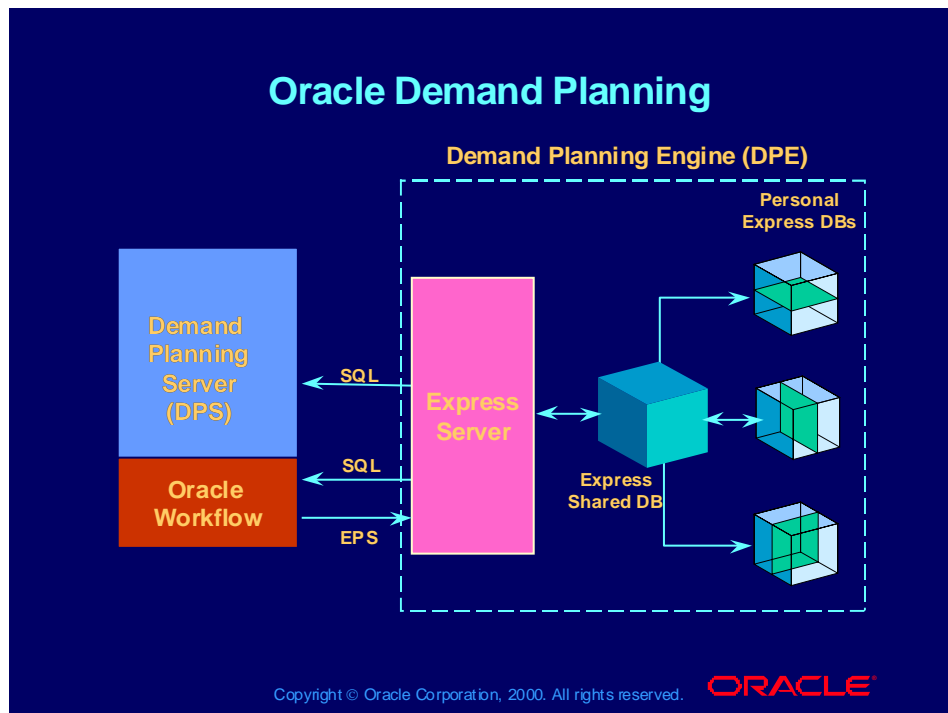 Oracle Demand Planning
Demand Planning Engine (DPE)
Personal
Express DBs
Demand
Planning
Server
(DPS)
SQL
Express
Server
SQL
Oracle
Workflow
EPS
Express
Shared DB
Copyright © Oracle Corporation, 2000. All rights reserved.
ORACLE®